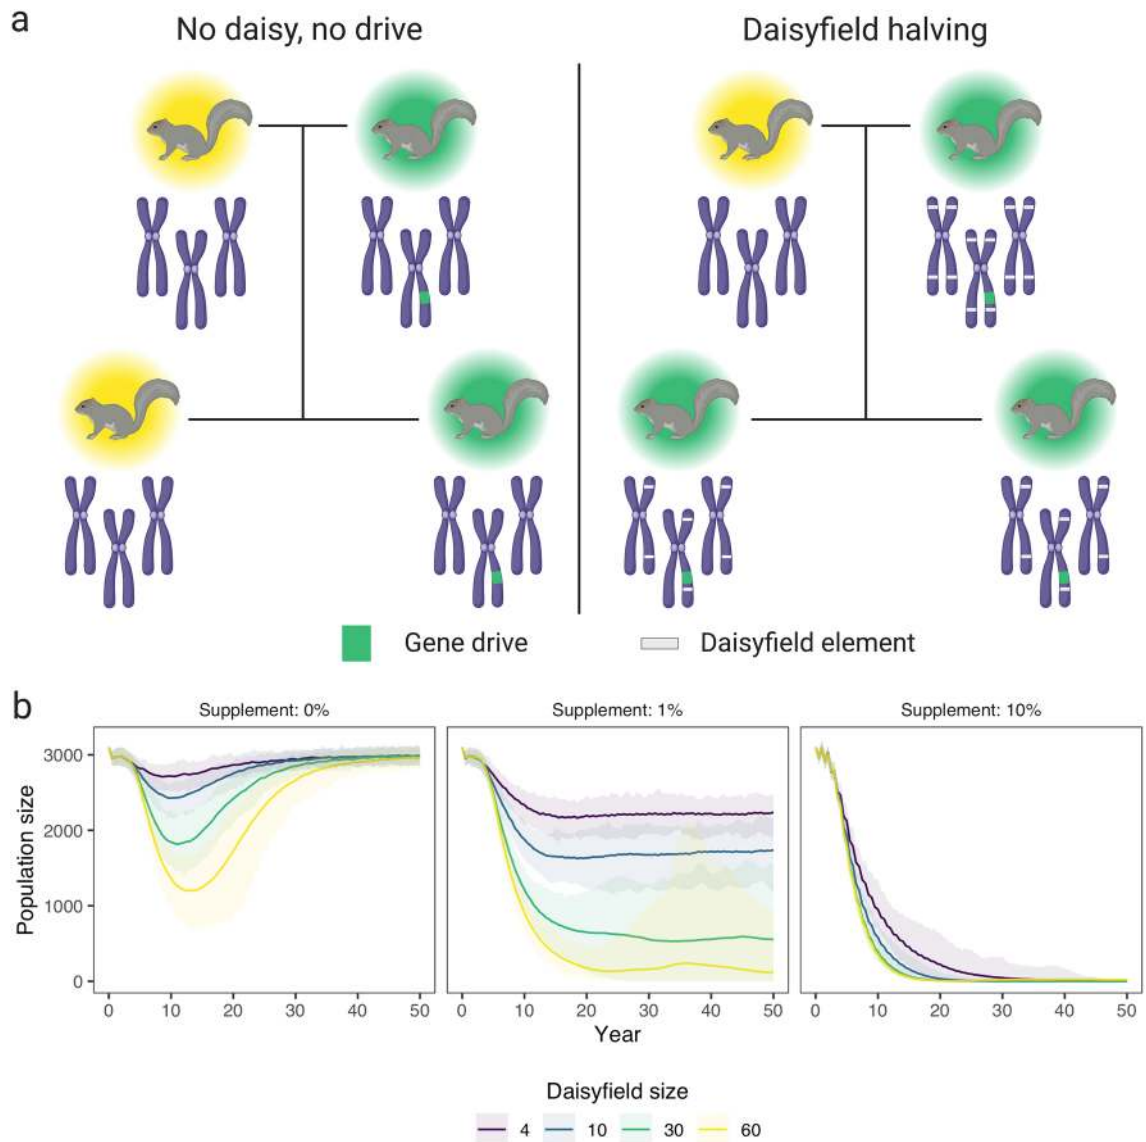 a
No daisy, no drive
Daisyfield halving
Gene drive
Daisyfield element
b
Supplement: 0%
Supplement: 1%
Supplement: 10%
Population size
3000
2000
1000
0
0 10 20 30 40 50
0 10 20 30 40 50
0 10 20 30 40 50
Year
Daisyfield size
4 10 30 60